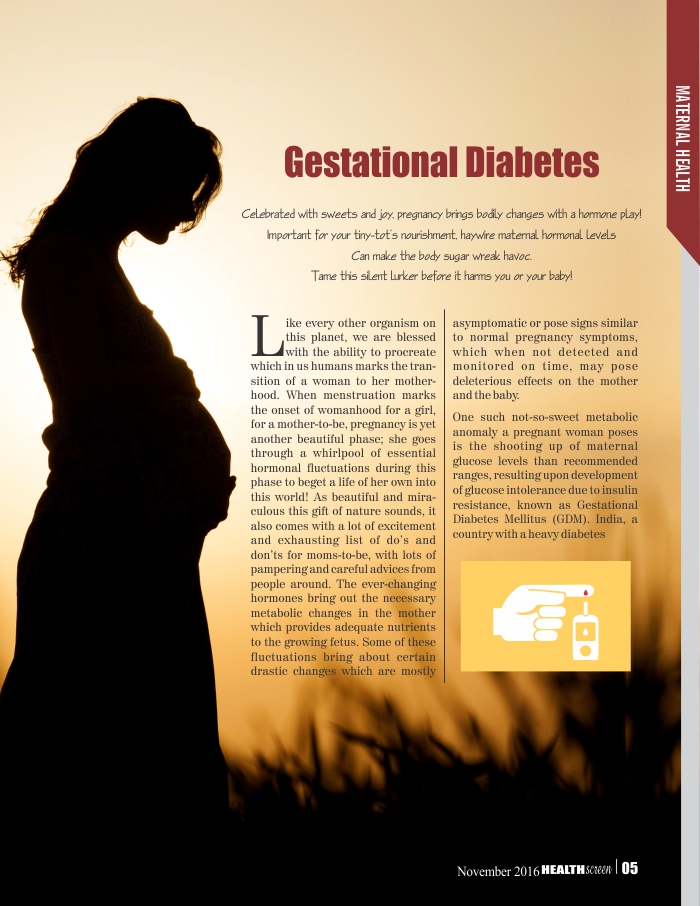 MATERNAL HEALTH
Gestational Diabetes
Celebrated with sweets and joy, pregnancy brings bodily changes with a hormone play!
Important for your tiny-tot's nourishment, haywire maternal hormonal levels
Can make the body sugar wreak havoc.
Tame this silent lurker before it harms you or your baby!
Like every other organism on
this planet, we are blessed
with the ability to procreate
which in us humans marks the tran-
sition of a woman to her mother-
hood. When menstruation marks
the onset of womanhood for a girl,
for a mother-to-be, pregnancy is yet
another beautiful phase; she goes
through a whirlpool of essential
hormonal fluctuations during this
phase to beget a life of her own into
this world! As beautiful and mira-
culous this gift of nature sounds, it
also comes with a lot of excitement
and exhausting list of do's and
don'ts for moms-to-be, with lots of
pampering and careful advices from
people around. The ever-changing
hormones bring out the necessary
metabolic changes in the mother
which provides adequate nutrients
to the growing fetus. Some of these
fluctuations bring about certain
drastic changes which are mostly
asymptomatic or pose signs similar
to normal pregnancy symptoms,
which when not detected and
monitored on time, may pose
deleterious effects on the mother
and the baby.
One such not-so-sweet metabolic
anomaly a pregnant woman poses
is the shooting up of maternal
glucose levels than recommended
ranges, resulting upon development
of glucose intolerance due to insulin
resistance, known as Gestational
Diabetes Mellitus (GDM). India, a
country with a heavy diabetes
November 2016 HEALTH screen 05